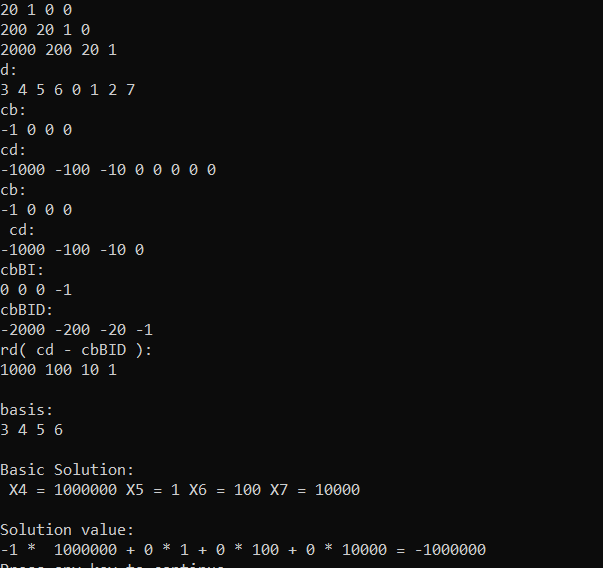 20 1 0 0
200 20 1 0
2000 200 20 1
d:
3 4 5 6 0 1 2 7
cb:
-1 0 0 0
cd:
-1000 -100 -10 0 0 0 0 0
cb:
-1 0 0 0
 cd:
-1000 -100 -10 0
cbBI:
0 0 0 -1
cbBID:
-2000 -200 -20 -1
rd( cd - cbBID ):
1000 100 10 1
basis:
3 4 5 6
Basic Solution:
 X4 = 1000000 X5 = 1 X6 = 100 X7 = 10000
Solution value:
-1 *  1000000 + 0 * 1 + 0 * 100 + 0 * 10000 = -1000000
Press any key to continue